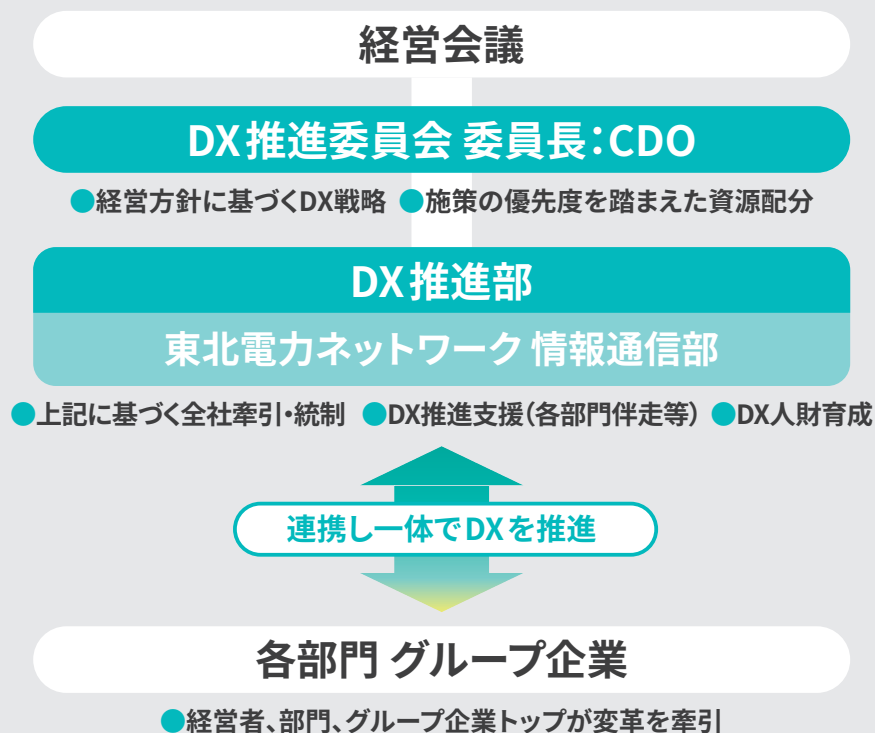 経営会議
DX推進委員会 委員長：CDO
●経営方針に基づくDX戦略 ●施策の優先度を踏まえた資源配分
DX推進部
東北電力ネットワーク 情報通信部
●上記に基づく全社牽引・統制 ●DX推進支援（各部門伴走等） ●DX人財育成
連携し一体でDXを推進
各部門 グループ企業
●経営者、部門、グループ企業トップが変革を牽引